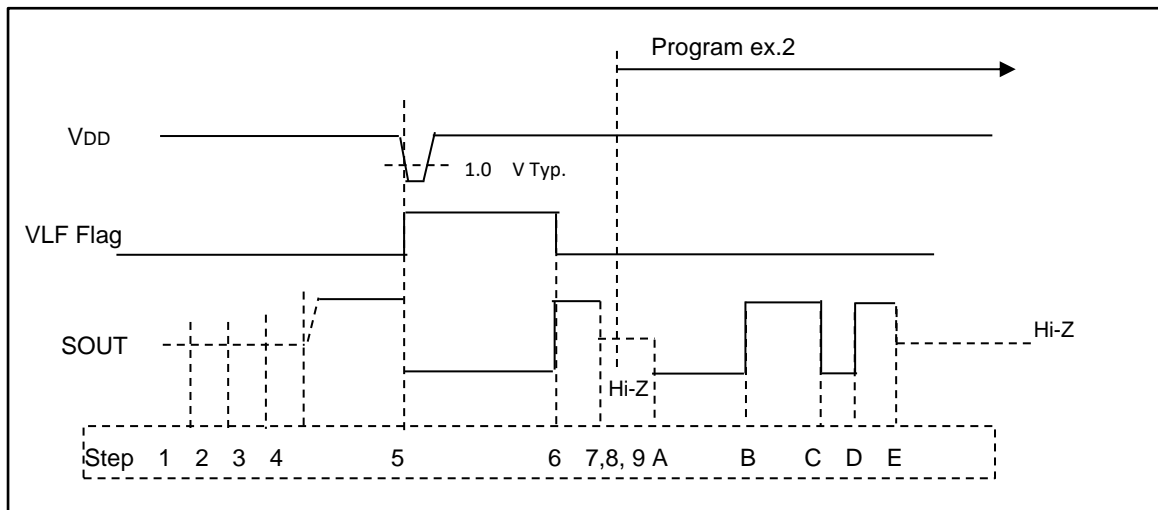 Program ex.2
VDD
1.0 V Typ.
VLF Flag
SOUT
Hi-Z
Hi-Z
Step 1 2 3 4 5 6 7,8, 9 A B C D E